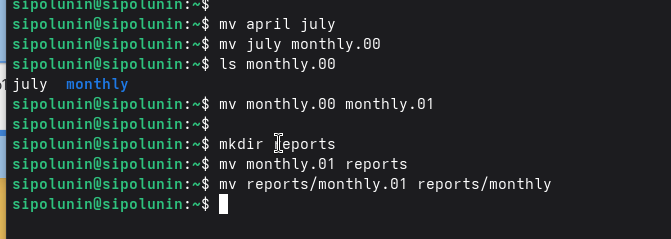 sipolunin@sipolunin:~$
sipolunin@sipolunin:~$ mv april july
sipolunin@sipolunin:~$ mv july monthly.00
sipolunin@sipolunin:~$ ls monthly.00
july  monthly
sipolunin@sipolunin:~$ mv monthly.00 monthly.01
sipolunin@sipolunin:~$
sipolunin@sipolunin:~$ mkdir reports
sipolunin@sipolunin:~$ mv monthly.01 reports
sipolunin@sipolunin:~$ mv reports/monthly.01 reports/monthly
sipolunin@sipolunin:~$